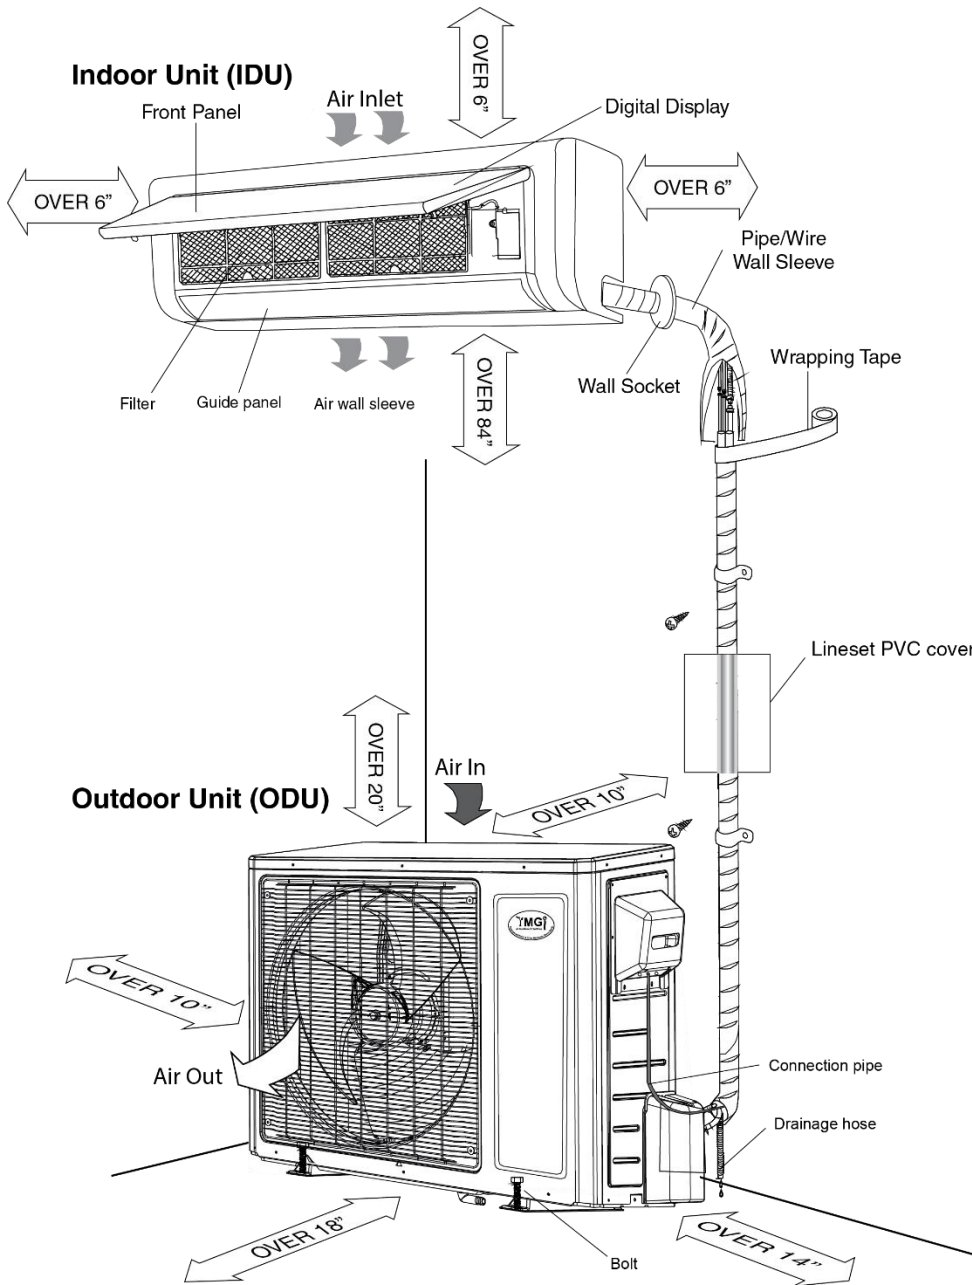 OVER 6”
Indoor Unit (IDU)
Front Panel
Air Inlet
Digital Display
OVER 6”
OVER 6”
Pipe/Wire
Wall Sleeve
Wall Socket
Wrapping Tape
Filter
Guide panel
Air wall sleeve
OVER 84”
Lineset PVC cover
OVER 20”
Air In
OVER 10”
Outdoor Unit (ODU)
YMGI
OVER 10”
Air Out
Connection pipe
Drainage hose
OVER 18”
Bolt
OVER 14”